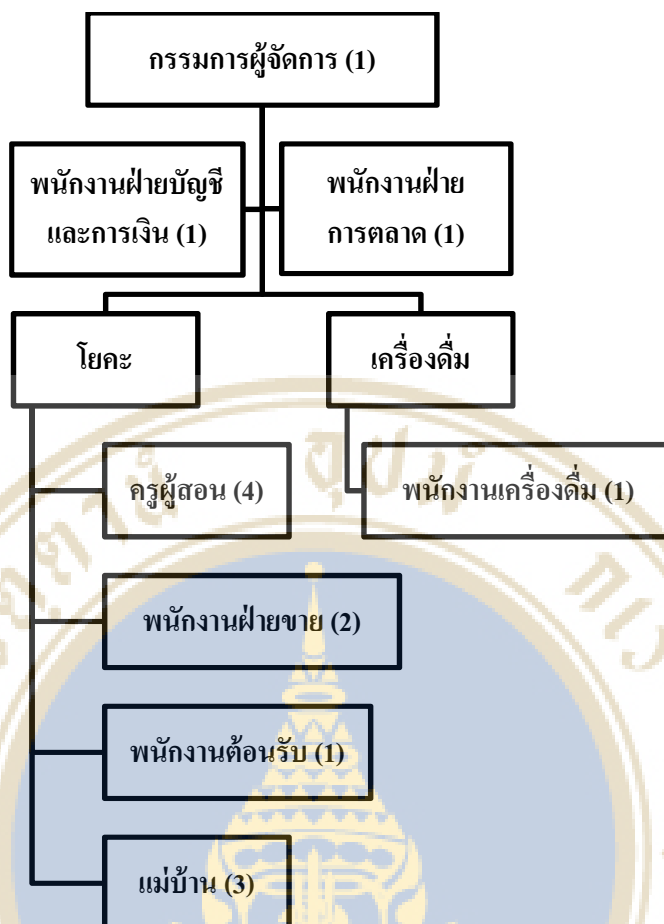 กรรมการผู้จัดการ (1)
พนักงานฝ่ายบัญชี
และการเงิน (1)
พนักงานฝ่าย
การตลาด (1)
โยคะ
เครื่องดื่ม
ครูผู้สอน (4)
พนักงานเครื่องดื่ม (1)
พนักงานฝ่ายขาย (2)
พนักงานต้อนรับ (1)
แม่บ้าน (3)